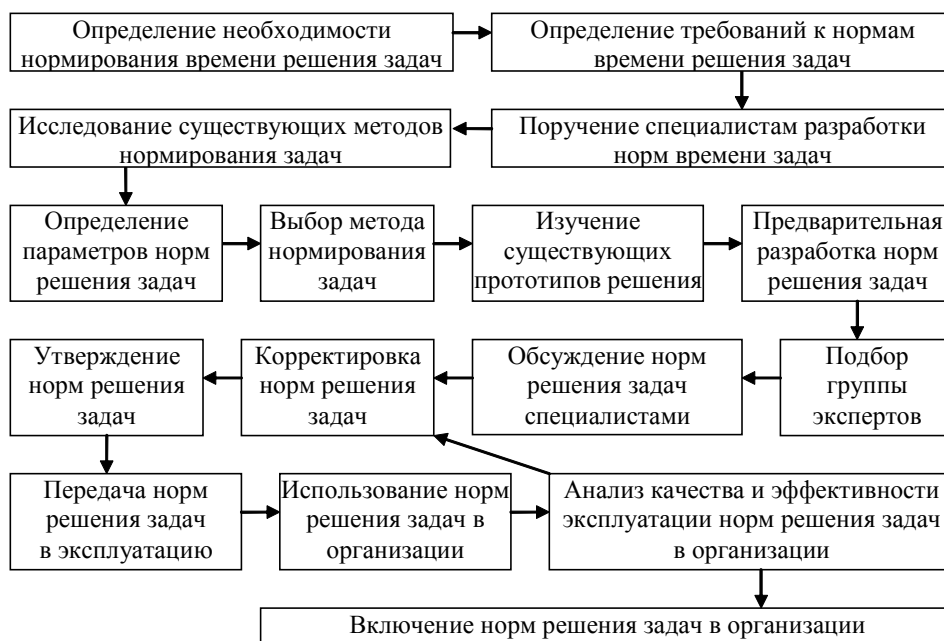 Определение необходимости
нормирования времени решения задач
Определение требований к нормам
времени решения задач
Поручение специалистам разработки
норм времени задач
Исследование существующих методов
нормирования задач
Определение
параметров норм
решения задач
Выбор метода
нормирования
задач
Изучение
существующих
прототипов решения
Предварительная
разработка норм
решения задач
Подбор
группы
экспертов
Обсуждение норм
решения задач
специалистами
Корректировка
норм решения
задач
Утверждение
норм решения
задач
Передача норм
решения задач
в эксплуатацию
Использование норм
решения задач в
организации
Анализ качества и эффективности
эксплуатации норм решения задач
в организации
Включение норм решения задач в организации